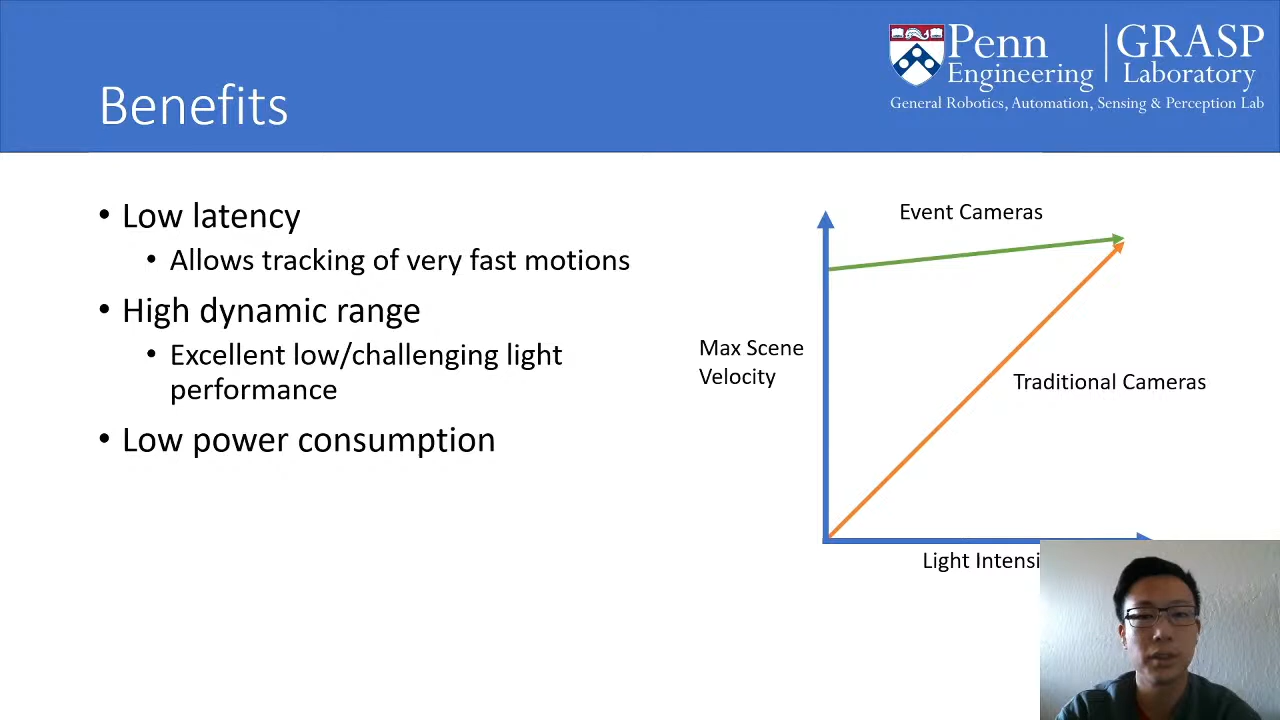 Penn
Engineering
GRASP
Laboratory
General Robotics, Automation, Sensing & Perception Lab
Benefits
• Low latency
• Allows tracking of very fast motions
• High dynamic range
• Excellent low/challenging light
performance
• Low power consumption
Event Cameras
Max Scene
Velocity
Traditional Cameras
Light Intensi